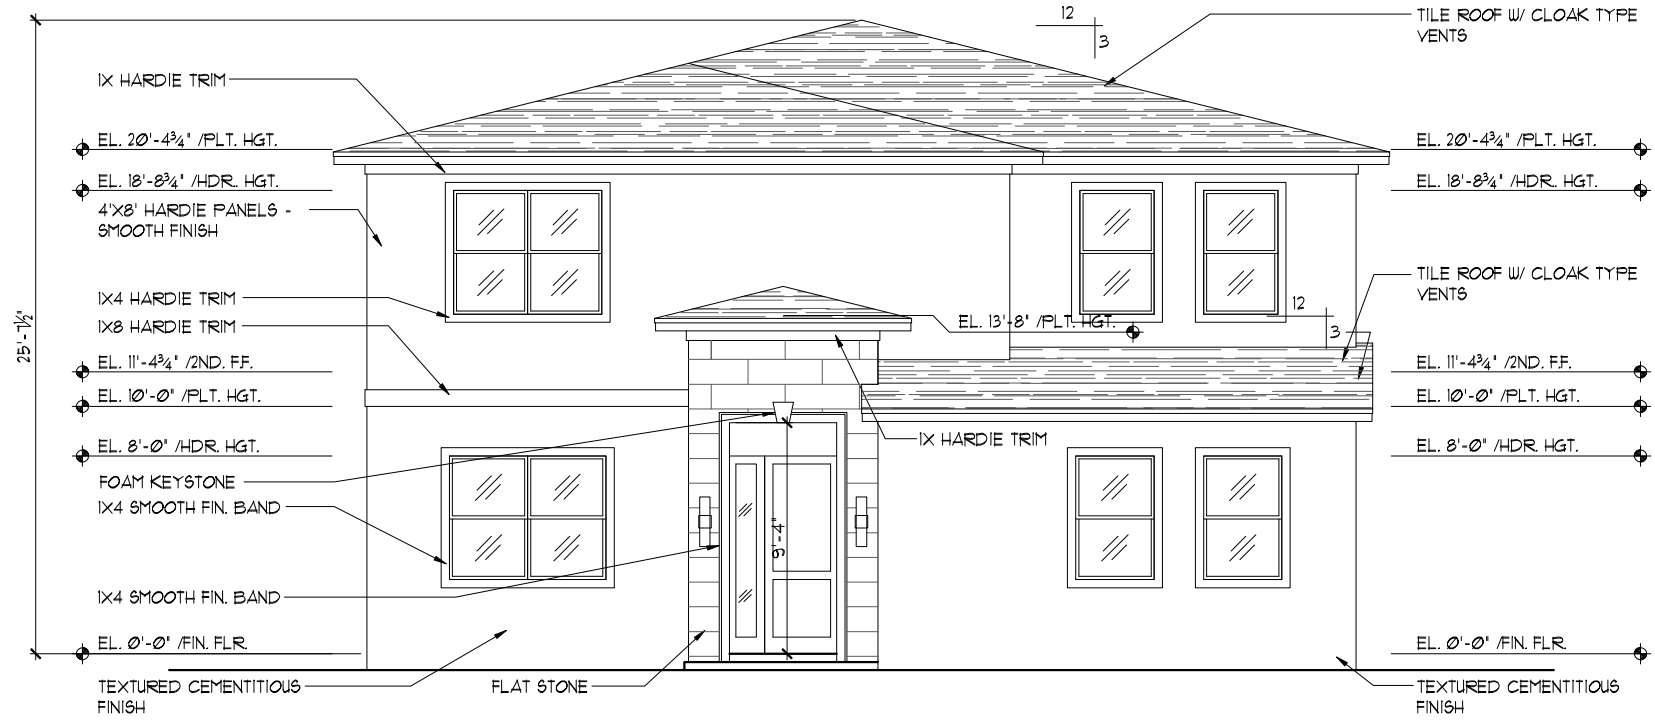 12
3
TILE ROOF W/ CLOAK TYPE
VENTS
1X HARDIE TRIM
EL. 20'-4¾" /PLT. HGT.
EL. 20'-4¾" /PLT. HGT.
EL. 18'-8¾" /HDR. HGT.
EL. 18'-8¾" /HDR. HGT.
4'X8' HARDIE PANELS -
SMOOTH FINISH
TILE ROOF W/ CLOAK TYPE
VENTS
1X4 HARDIE TRIM
12
3
1X8 HARDIE TRIM
EL. 13'-8" /PLT. HGT.
25'-7½"
EL. 11'-4¾" /2ND. F.F.
EL. 11'-4¾" /2ND. F.F.
EL. 10'-0" /PLT. HGT.
EL. 10'-0" /PLT. HGT.
1X HARDIE TRIM
EL. 8'-0" /HDR. HGT.
EL. 8'-0" /HDR. HGT.
FOAM KEYSTONE
1X4 SMOOTH FIN. BAND
9'-4"
1X4 SMOOTH FIN. BAND
EL. 0'-0" /FIN. FLR.
EL. 0'-0" /FIN. FLR.
TEXTURED CEMENTITIOUS
FINISH
FLAT STONE
TEXTURED CEMENTITIOUS
FINISH